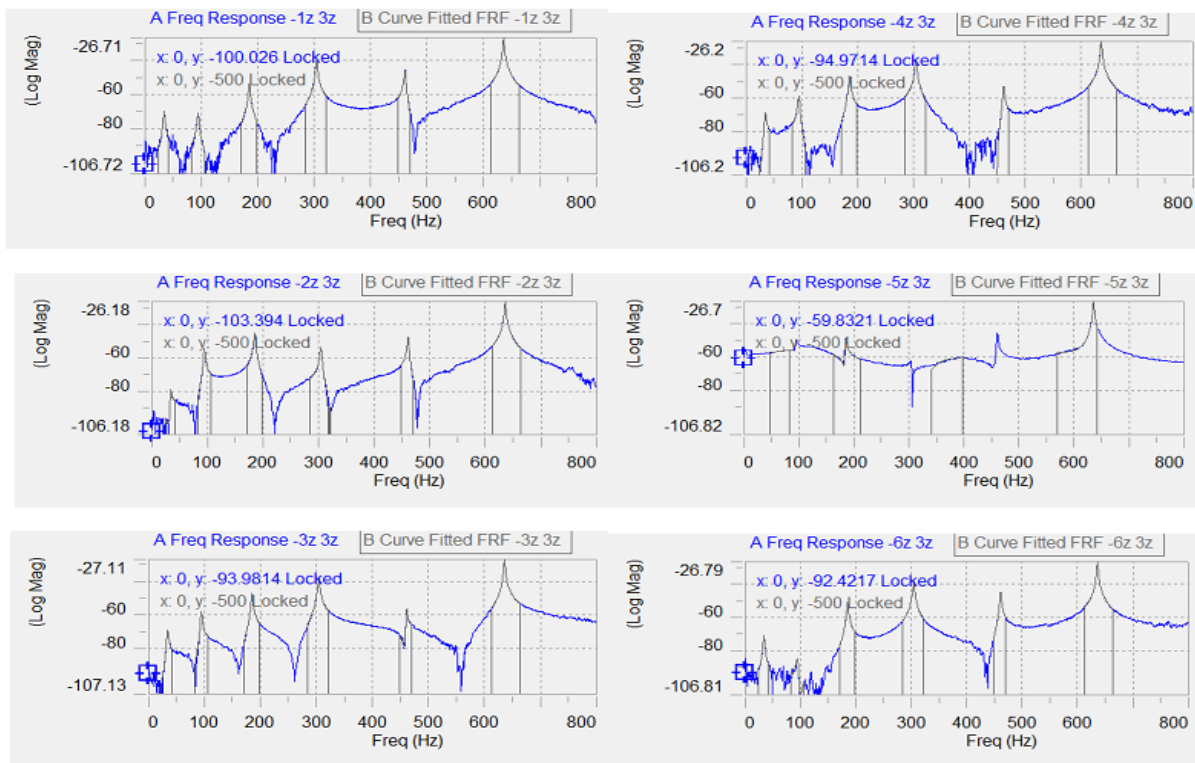 A Freq Response -1z 3z B Curve Fitted FRF -1z 3z
(Log Mag)
-26.71
x: 0, y: -100.026 Locked
x: 0, y: -500 Locked
-60
-80
-106.72
0 100 200 300 400 500 600 800
Freq (Hz)
A Freq Response -4z 3z B Curve Fitted FRF -4z 3z
(Log Mag)
-26.2
x: 0, y: -94.9714 Locked
x: 0, y: -500 Locked
-60
-80
-106.2
0 100 200 300 400 500 600 800
Freq (Hz)
A Freq Response -2z 3z B Curve Fitted FRF -2z 3z
(Log Mag)
-26.18
x: 0, y: -103.394 Locked
x: 0, y: -500 Locked
-60
-80
-106.18
0 100 200 300 400 500 600 800
Freq (Hz)
A Freq Response -5z 3z B Curve Fitted FRF -5z 3z
(Log Mag)
-26.7
x: 0, y: -59.8321 Locked
x: 0, y: -500 Locked
-60
-80
-106.82
0 100 200 300 400 500 600 800
Freq (Hz)
A Freq Response -3z 3z B Curve Fitted FRF -3z 3z
(Log Mag)
-27.11
x: 0, y: -93.9814 Locked
x: 0, y: -500 Locked
-60
-80
-107.13
0 100 200 300 400 500 600 800
Freq (Hz)
A Freq Response -6z 3z B Curve Fitted FRF -6z 3z
(Log Mag)
-26.79
x: 0, y: -92.4217 Locked
x: 0, y: -500 Locked
-60
-80
-106.81
0 100 200 300 400 500 600 800
Freq (Hz)